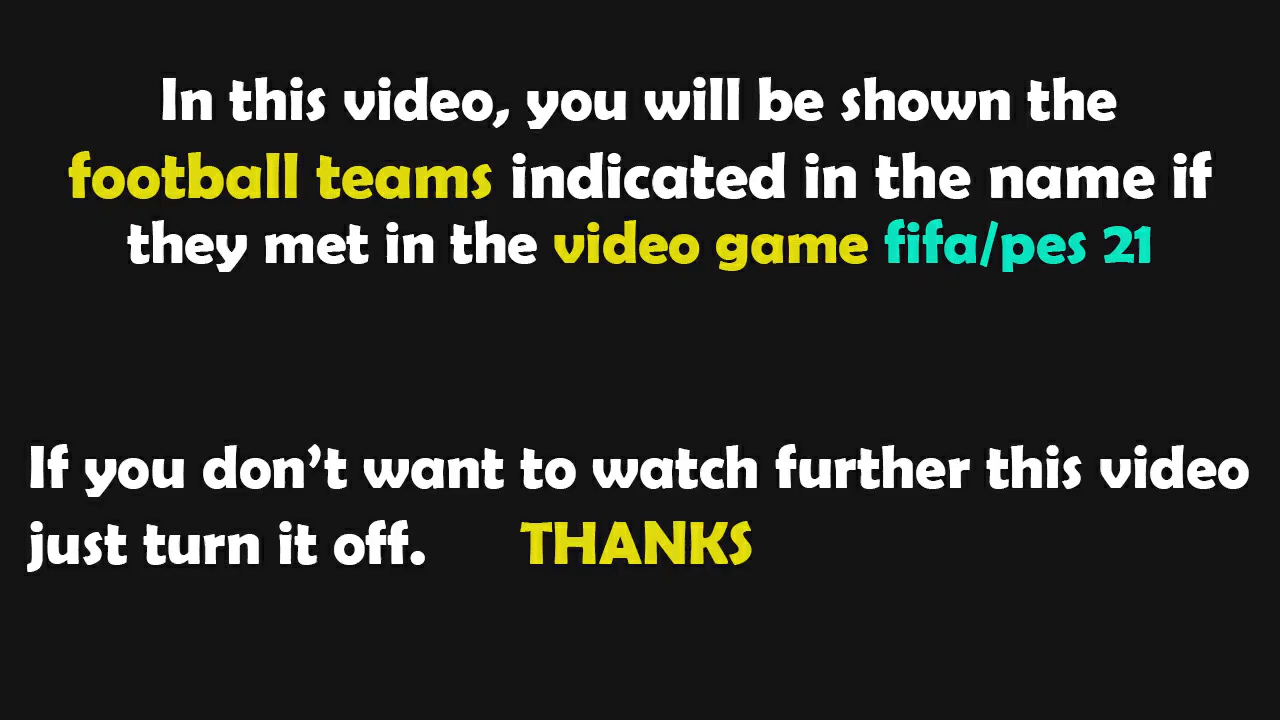 In this video, you will be shown the
football teams indicated in the name if
they met in the video game fifa/pes 21
If you don’t want to watch further this video
just turn it off. THANKS